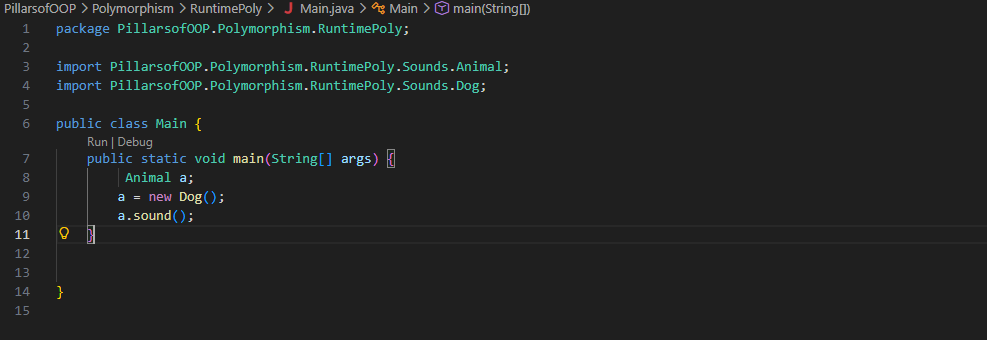 PillarsofOOP > Polymorphism > RuntimePoly > J Main.java > Main > main(String[])
1 package PillarsofOOP.Polymorphism.RuntimePoly;
2
3 import PillarsofOOP.Polymorphism.RuntimePoly.Sounds.Animal;
4 import PillarsofOOP.Polymorphism.RuntimePoly.Sounds.Dog;
5
6 public class Main {
Run | Debug
7 public static void main(String[] args) {
8 Animal a;
9 a = new Dog();
10 a.sound();
11 }
12
13
14 }
15